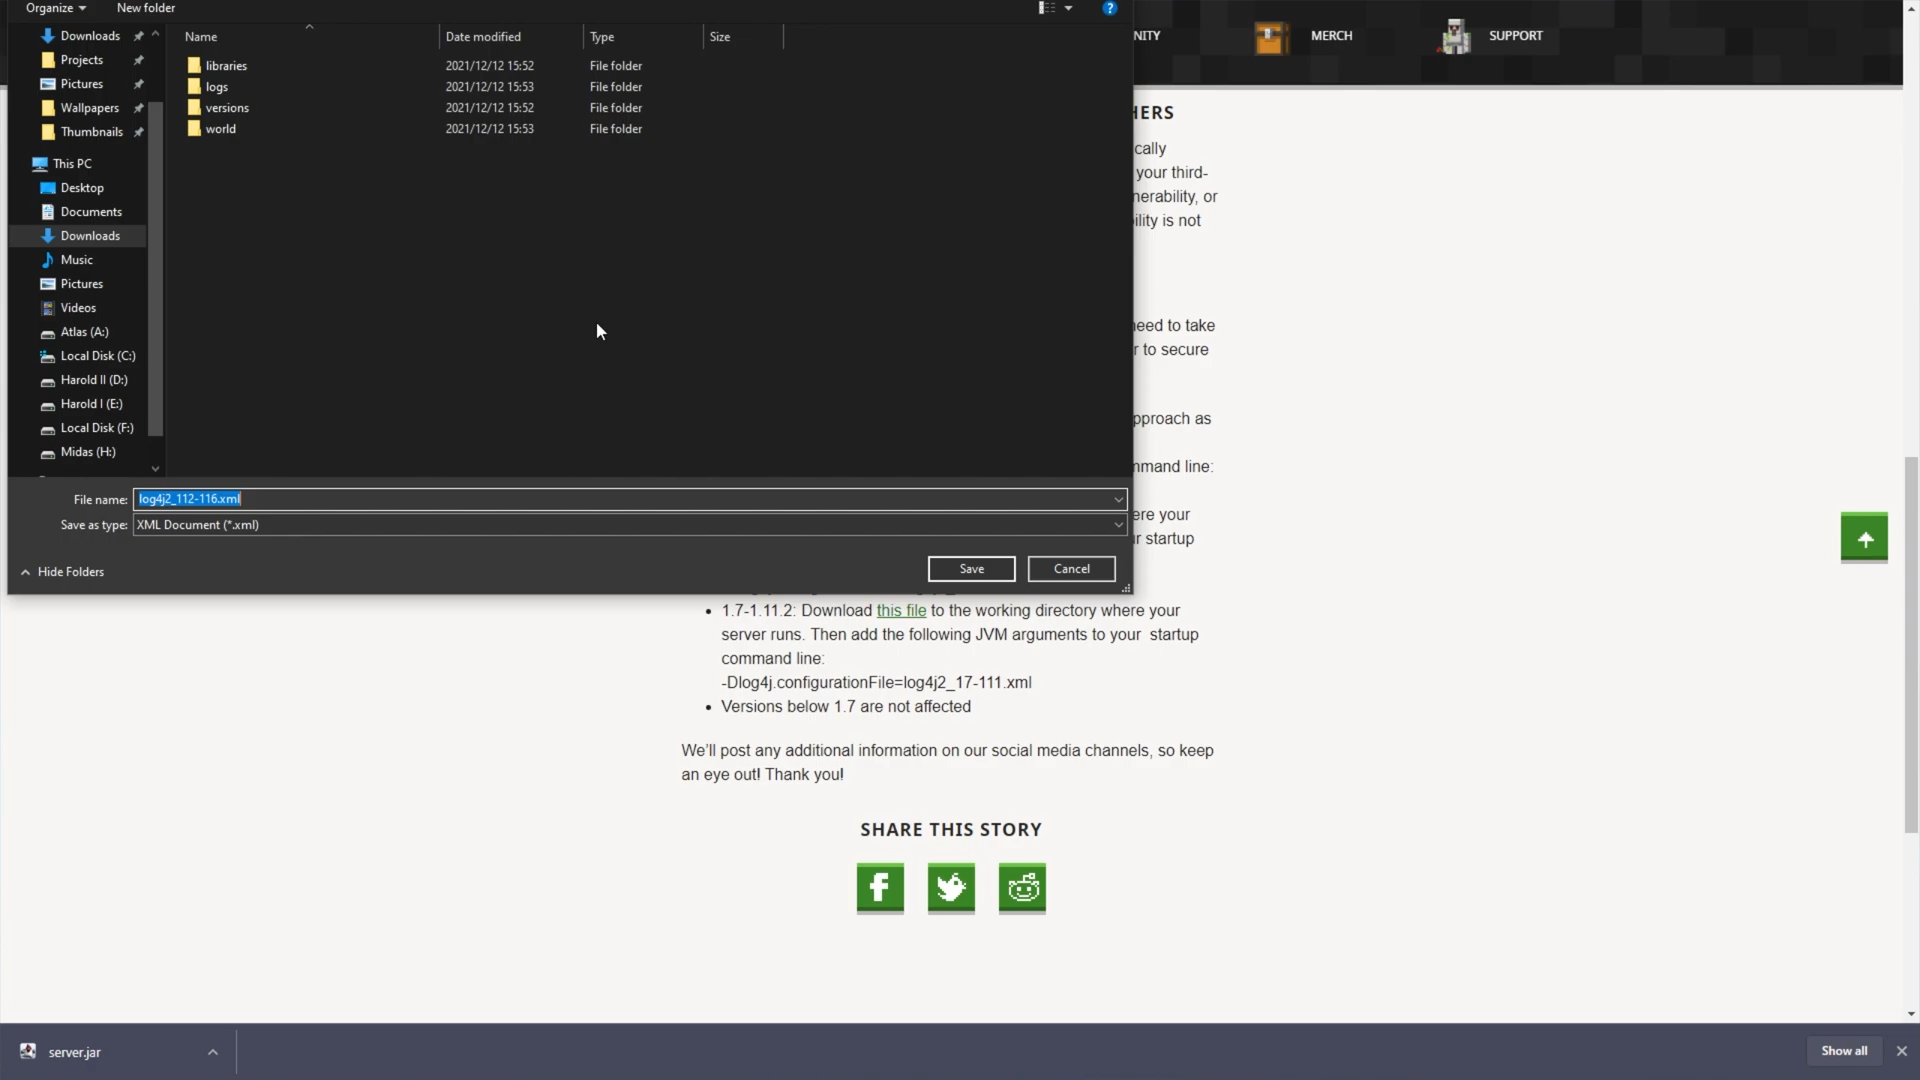 Organize
New folder
NITY
MERCH
SUPPORT
Downloads
Projects
Pictures
Wallpapers
Thumbnails
This PC
Desktop
Documents
Downloads
Music
Pictures
Videos
Atlas (A:)
Local Disk (C:)
Harold II (D:)
Harold I (E:)
Local Disk (F:)
Midas (H:)
Name Date modified Type Size
libraries 2021/12/12 15:52 File folder
logs 2021/12/12 15:53 File folder
versions 2021/12/12 15:52 File folder
world 2021/12/12 15:53 File folder
File name: log4j2_112-116.xml
Save as type: XML Document (*.xml)
Hide Folders
Save
Cancel
HERS
cally
your third-
nerability, or
ility is not
need to take
r to secure
pproach as
mmand line:
ere your
r startup
• 1.7-1.11.2: Download this file to the working directory where your
server runs. Then add the following JVM arguments to your startup
command line:
-Dlog4j.configurationFile=log4j2_17-111.xml
• Versions below 1.7 are not affected
We'll post any additional information on our social media channels, so keep
an eye out! Thank you!
SHARE THIS STORY
server.jar
Show all